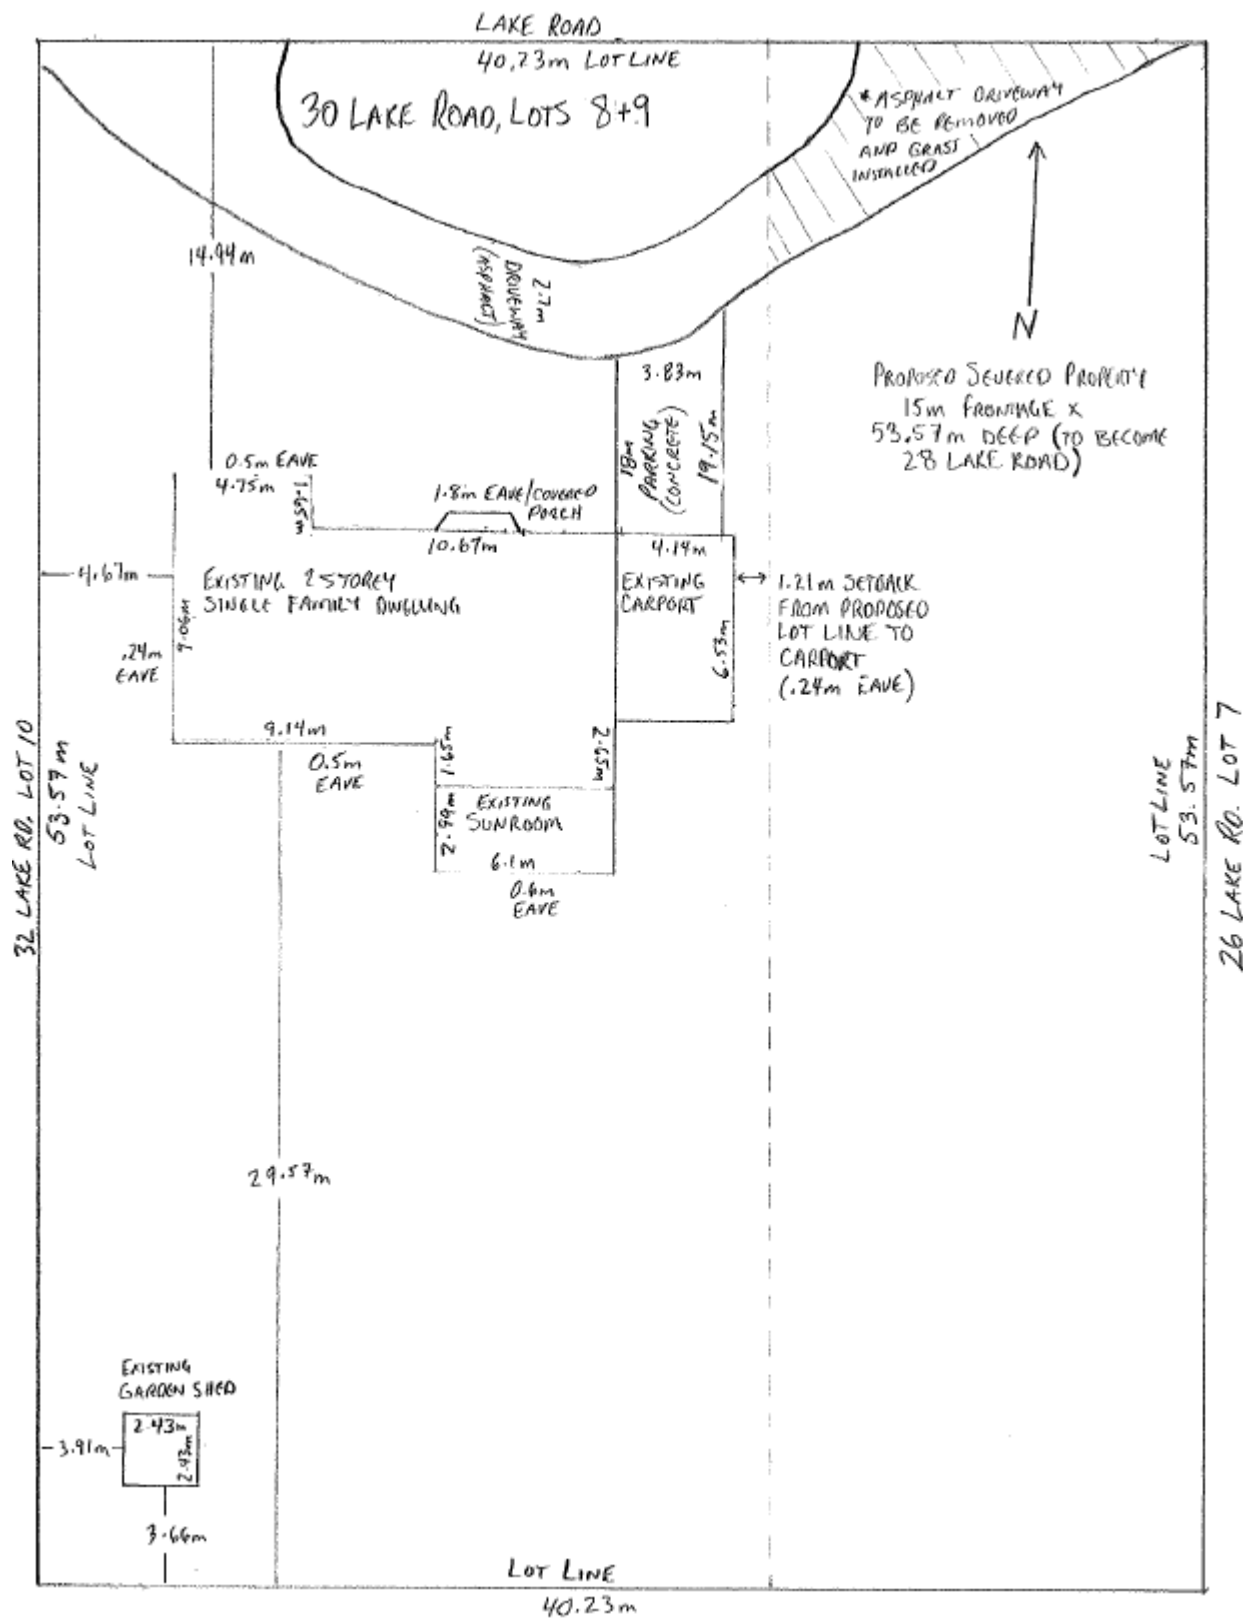 LAKE ROAD
40.23m LOT LINE
30 LAKE ROAD, LOTS 8+9
* ASPHALT DRIVEWAY
TO BE REMOVED
AND GRASS
INSTALLED
14.94m
2.7m
DRIVEWAY
(ASPHALT)
N
PROPOSED SEVERED PROPERTY
15m FRONTAGE X
53.57m DEEP (TO BECOME
28 LAKE ROAD)
3.83m
18m
PARKING
(CONCRETE)
19.15m
0.5m EAVE
4.75m
1.65m
1.8m EAVE/COVERED
PORCH
10.67m
4.14m
4.67m
EXISTING 2 STOREY
SINGLE FAMILY DWELLING
9.06m
.24m
EAVE
EXISTING
CARPORT
6.53m
1.21m SETBACK
FROM PROPOSED
LOT LINE TO
CARPORT
(.24m EAVE)
9.14m
0.5m
EAVE
1.65m
2.65m
EXISTING
SUNROOM
2.99m
6.1m
0.6m
EAVE
32 LAKE RD. LOT 10
53.57m
LOT LINE
LOT LINE
53.57m
26 LAKE RD. LOT 7
29.57m
EXISTING
GARDEN SHED
2.43m
2.43m
3.91m
3.66m
LOT LINE
40.23m